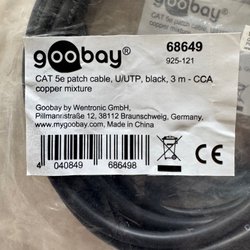 goobay®
68649
925-121
CAT 5e patch cable, U/UTP, black, 3 m - CCA
copper mixture
Goobay by Wentronic GmbH,
Pillmannstraße 12, 38112 Braunschweig, Germany,
www.mygoobay.com | Made in China
4 040849 686498
CE